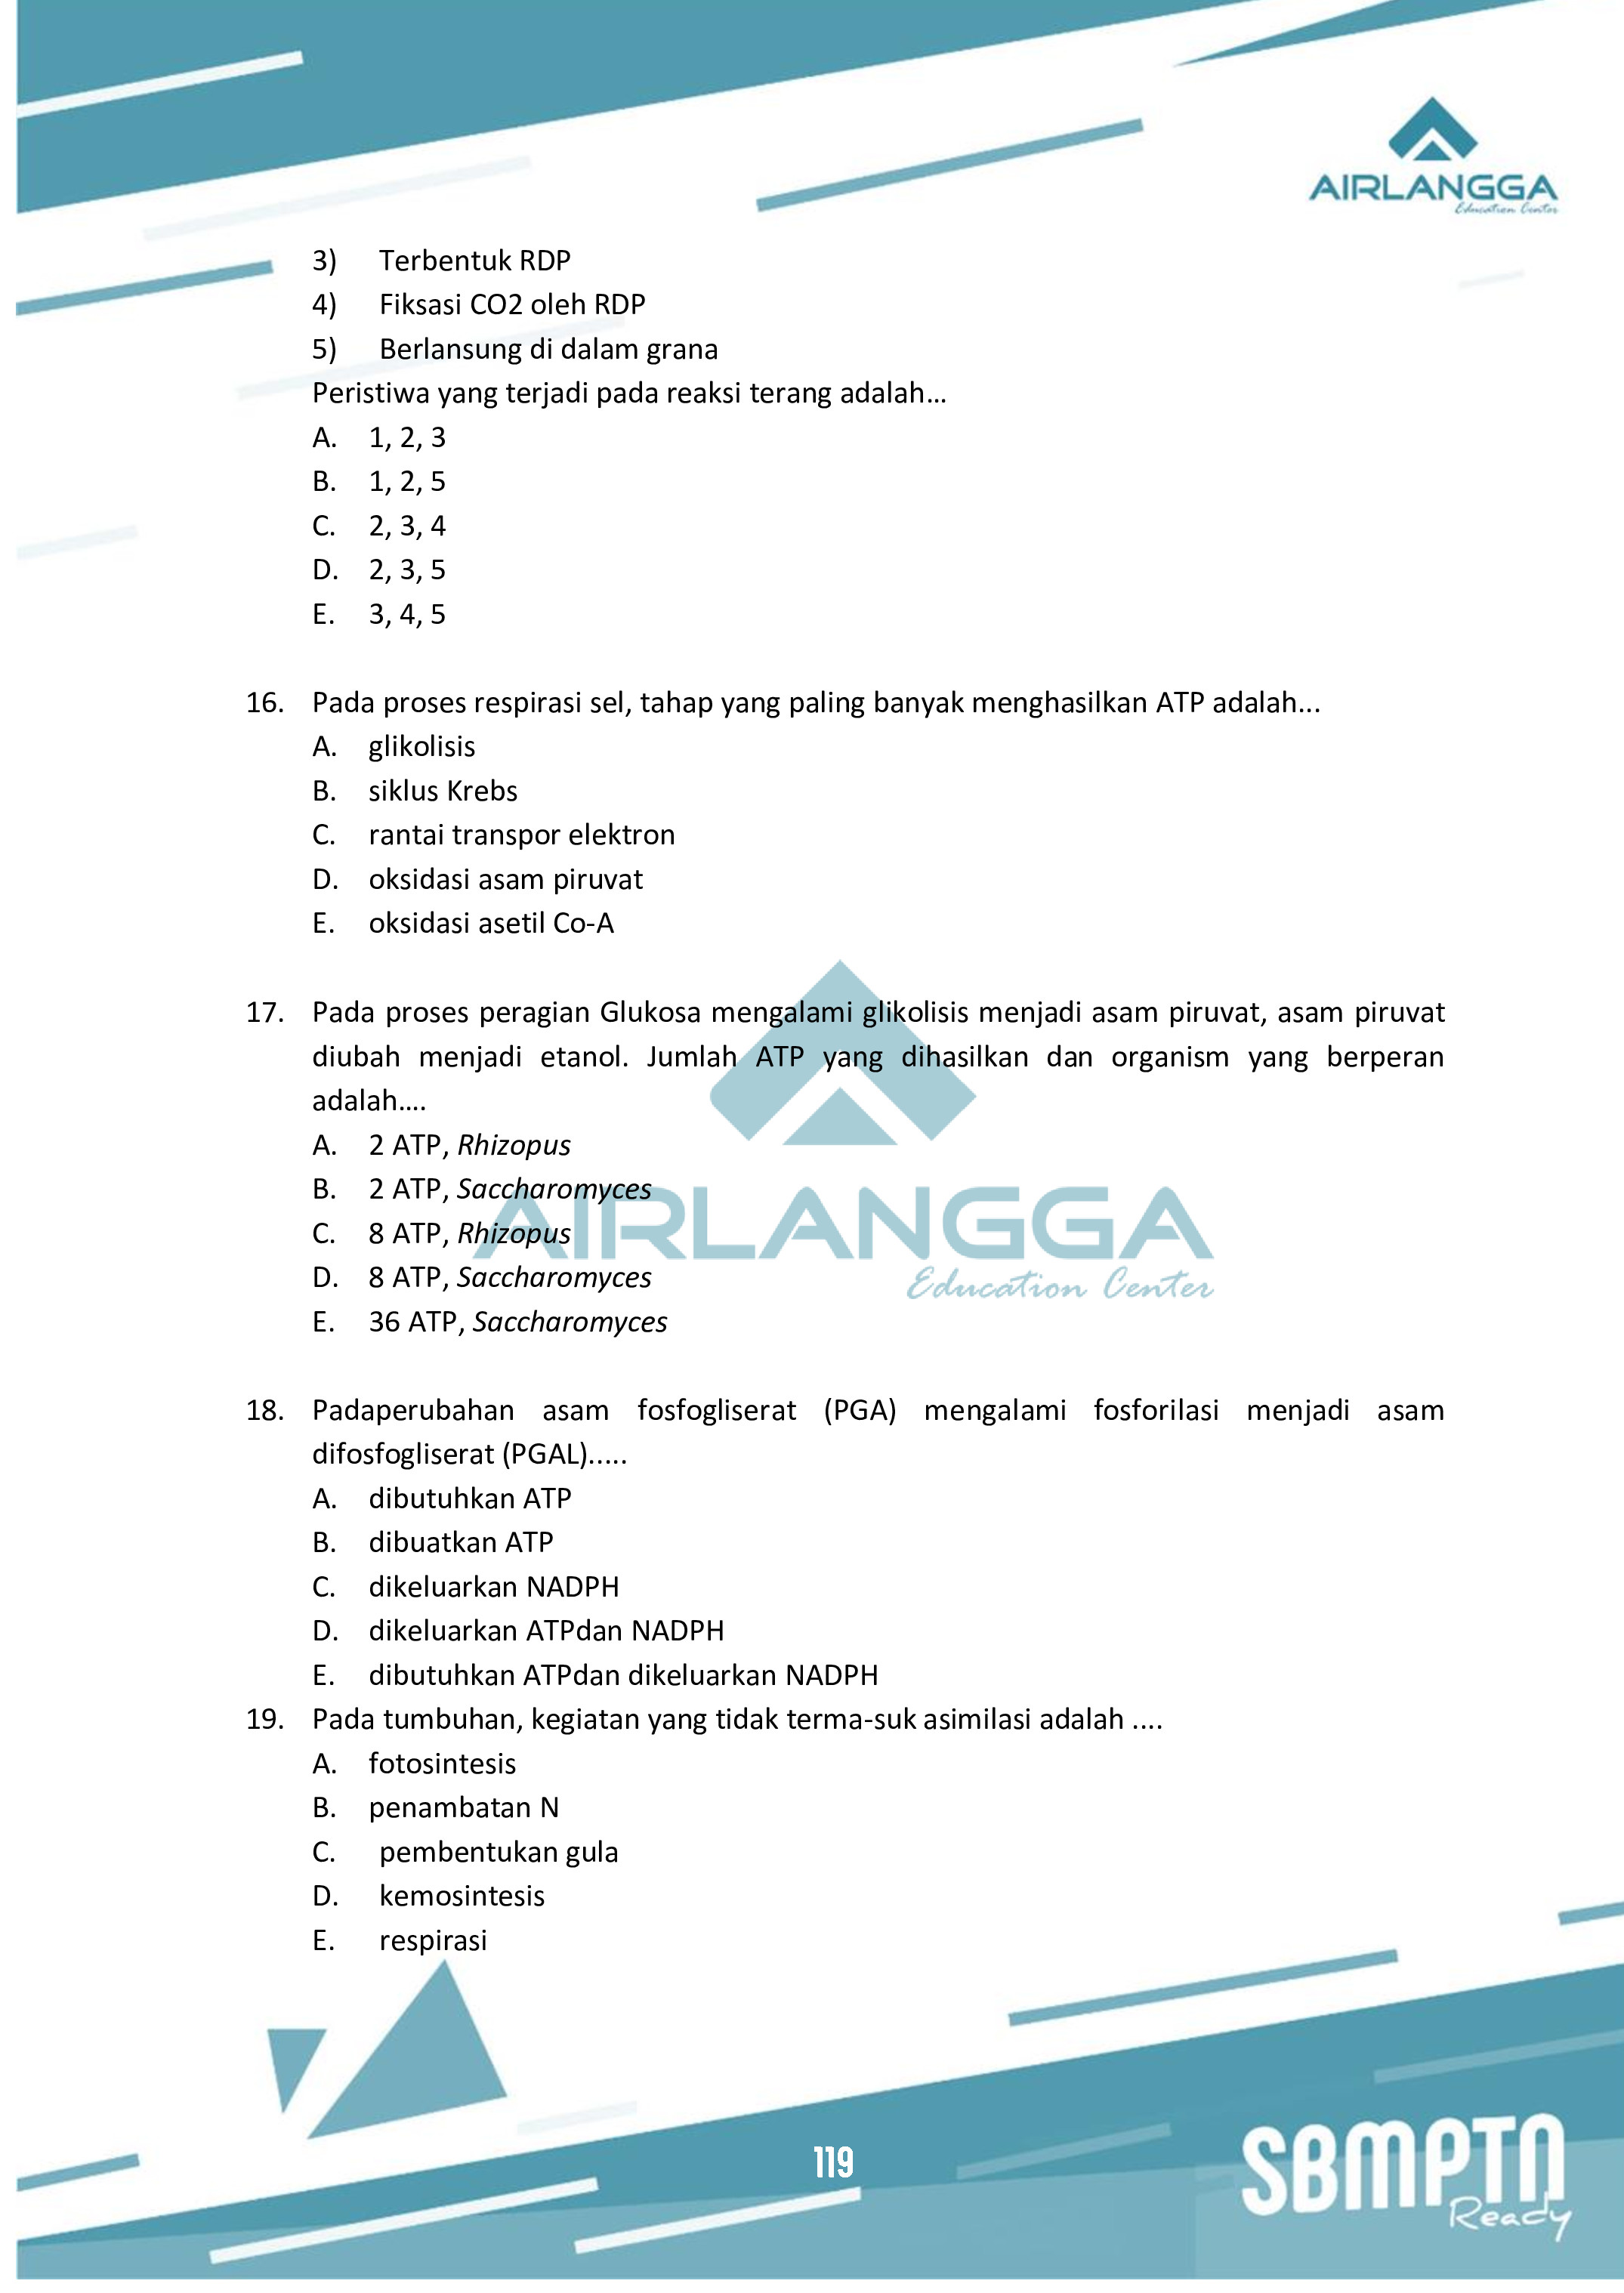 AIRLANGGA
Education Center
3) Terbentuk RDP
4) Fiksasi CO2 oleh RDP
5) Berlansung di dalam grana
Peristiwa yang terjadi pada reaksi terang adalah...
A. 1, 2, 3
B. 1, 2, 5
C. 2, 3, 4
D. 2, 3, 5
E. 3, 4, 5
16. Pada proses respirasi sel, tahap yang paling banyak menghasilkan ATP adalah...
A. glikolisis
B. siklus Krebs
C. rantai transpor elektron
D. oksidasi asam piruvat
E. oksidasi asetil Co-A
17. Pada proses peragian Glukosa mengalami glikolisis menjadi asam piruvat, asam piruvat
diubah menjadi etanol. Jumlah ATP yang dihasilkan dan organism yang berperan
adalah....
A. 2 ATP, Rhizopus
B. 2 ATP, Saccharomyces
C. 8 ATP, Rhizopus
D. 8 ATP, Saccharomyces
E. 36 ATP, Saccharomyces
AIRLANGGA
Education Center
18. Padaperubahan asam fosfogliserat (PGA) mengalami fosforilasi menjadi asam
difosfogliserat (PGAL).....
A. dibutuhkan ATP
B. dibuatkan ATP
C. dikeluarkan NADPH
D. dikeluarkan ATPdan NADPH
E. dibutuhkan ATPdan dikeluarkan NADPH
19. Pada tumbuhan, kegiatan yang tidak terma-suk asimilasi adalah ....
A. fotosintesis
B. penambatan N
C. pembentukan gula
D. kemosintesis
E. respirasi
119
SBMPTN
Ready